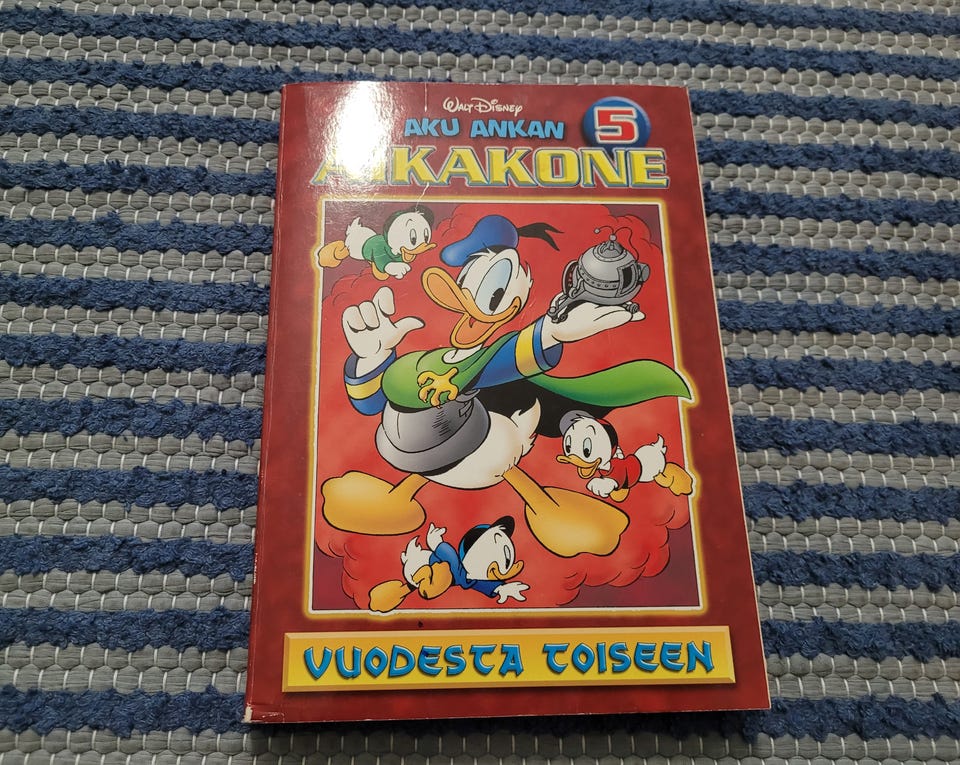 Walt Disney
AKU ANKAN 5
AIKAKONE
VUODESTA TOISEEN